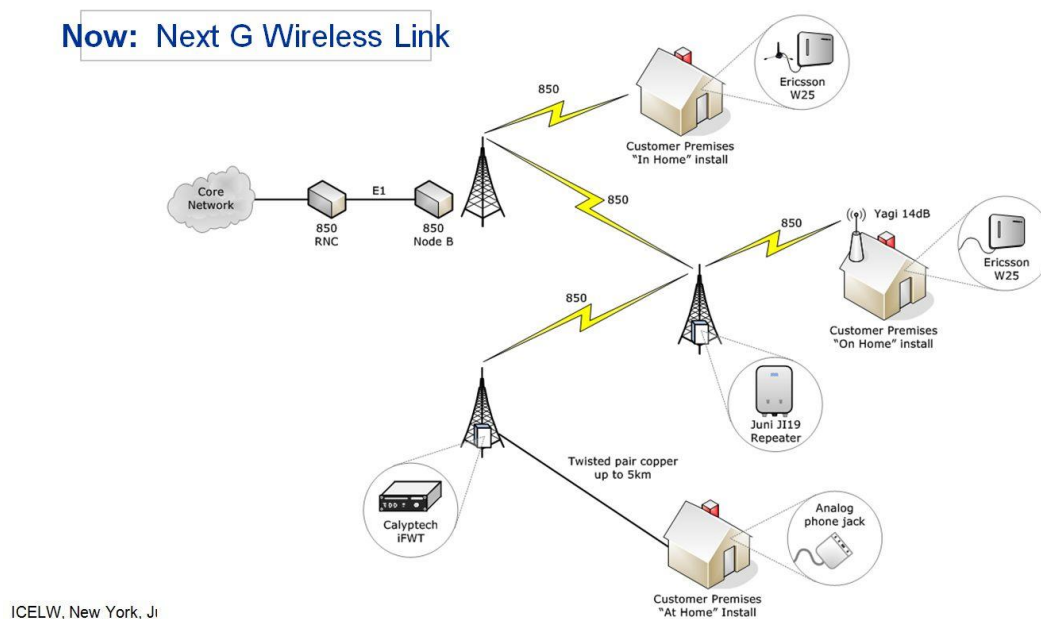 Now: Next G Wireless Link
850
Ericsson
W25
Customer Premises
"In Home" install
Core
Network
E1
850
RNC
850
Node B
850
850
Yagi 14dB
Ericsson
W25
Customer Premises
"On Home" install
850
Juni JI19
Repeater
Twisted pair copper
up to 5km
Calyptech
iFWT
Analog
phone jack
Customer Premises
"At Home" Install
ICELW, New York,